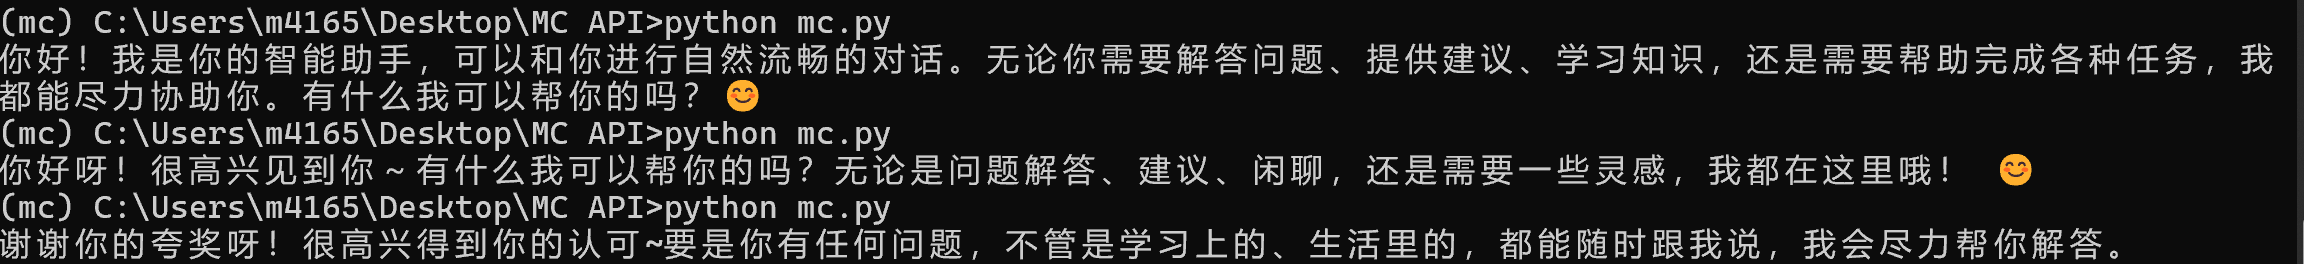 (mc) C:\Users\m4165\Desktop\MC API>python mc.py
你好！我是你的智能助手，可以和你进行自然流畅的对话。无论你需要解答问题、提供建议、学习知识，还是需要帮助完成各种任务，我
都能尽力协助你。有什么我可以帮你的吗？😊
(mc) C:\Users\m4165\Desktop\MC API>python mc.py
你好呀！很高兴见到你～有什么我可以帮你的吗？无论是问题解答、建议、闲聊，还是需要一些灵感，我都在这里哦！ 😊
(mc) C:\Users\m4165\Desktop\MC API>python mc.py
谢谢你的夸奖呀！很高兴得到你的认可~要是你有任何问题，不管是学习上的、生活里的，都能随时跟我说，我会尽力帮你解答。